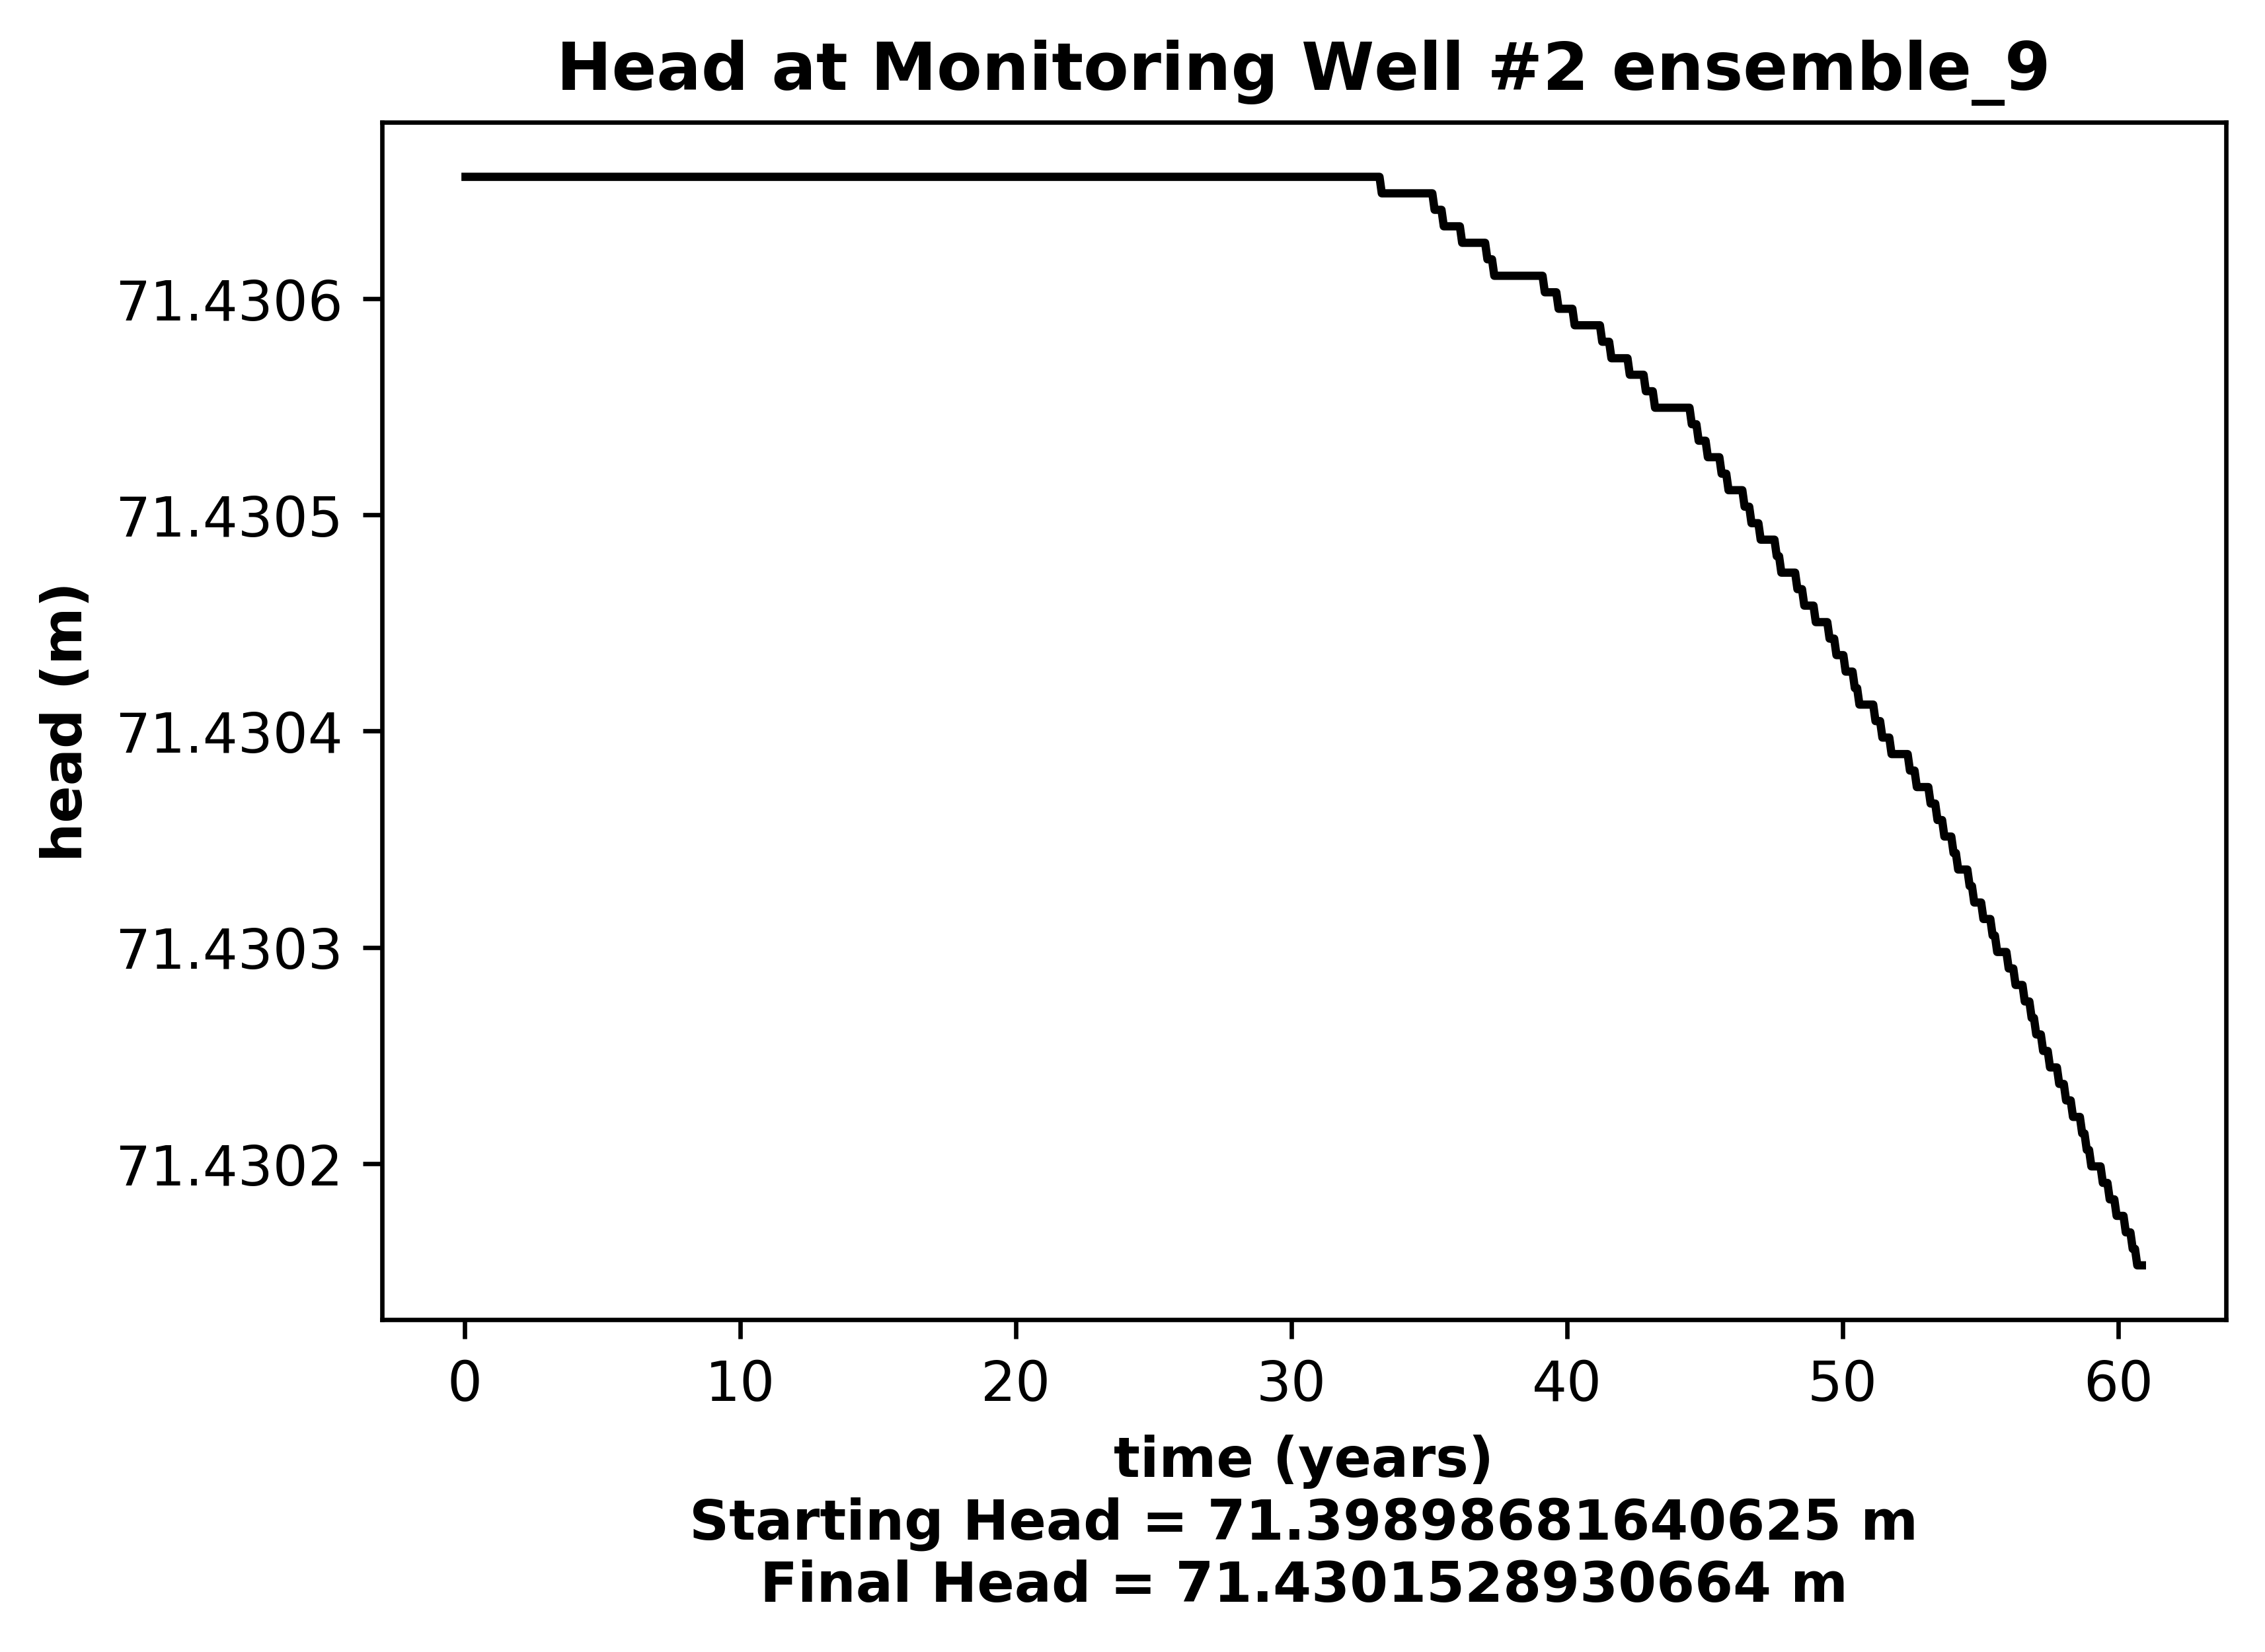 Head at Monitoring Well #2 ensemble_9
71.4306
71.4305
71.4304
71.4303
71.4302
head (m)
0 10 20 30 40 50 60
time (years)
Starting Head = 71.39898681640625 m
Final Head = 71.4301528930664 m